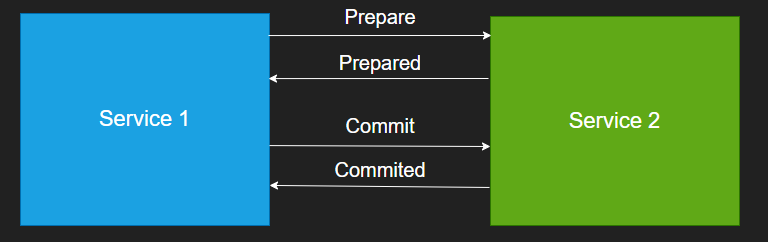 Prepare
Prepared
Service 1
Service 2
Commit
Commited